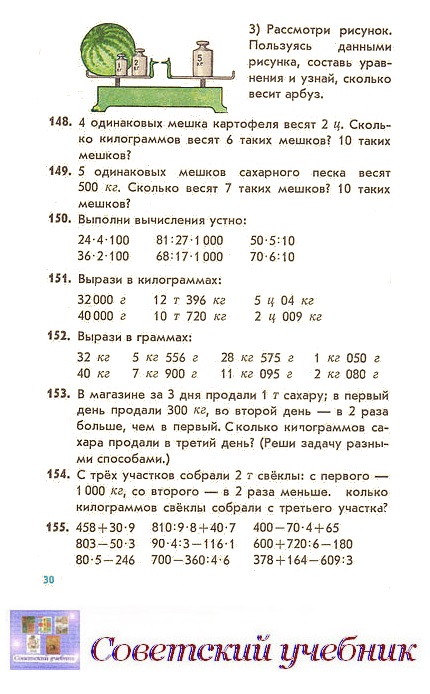 3) Рассмотри рисунок.
Пользуясь данными
рисунка, составь урав-
нения и узнай, сколько
весит арбуз.
1 2 5
кг кг кг
148. 4 одинаковых мешка картофеля весят 2 ц. Сколь-
ко килограммов весят 6 таких мешков? 10 таких
мешков?
149. 5 одинаковых мешков сахарного песка весят
500 кг. Сколько весят 7 таких мешков? 10 таких
мешков?
150. Выполни вычисления устно:
24·4·100 81:27·1 000 50·5:10
36·2·100 68:17·1 000 70·6:10
151. Вырази в килограммах:
32 000 г 12 т 396 кг 5 ц 04 кг
40 000 г 10 т 720 кг 2 ц 009 кг
152. Вырази в граммах:
32 кг 5 кг 556 г 28 кг 575 г 1 кг 050 г
40 кг 7 кг 900 г 11 кг 095 г 2 кг 080 г
153. В магазине за 3 дня продали 1 т сахару; в первый
день продали 300 кг, во второй день — в 2 раза
больше, чем в первый. Сколько килограммов са-
хара продали в третий день? (Реши задачу разны-
ми способами.)
154. С трёх участков собрали 2 т свёклы: с первого —
1 000 кг, со второго — в 2 раза меньше. колько
килограммов свёклы собрали с третьего участка?
155. 458+30·9 810:9·8+40·7 400−70·4+65
803−50·3 90·4:3−116·1 600+720:6−180
80·5−246 700−360:4·6 378+164−609:3
30
Советский учебник
Советский учебник